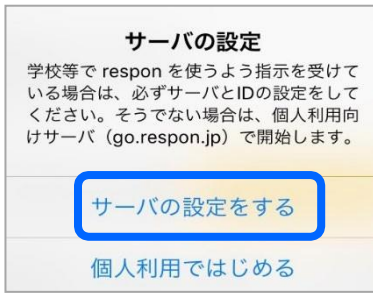 サーバの設定
学校等で respon を使うよう指示を受けて
いる場合は、必ずサーバとIDの設定をして
ください。そうでない場合は、個人利用向
けサーバ（go.respon.jp）で開始します。
サーバの設定をする
個人利用ではじめる